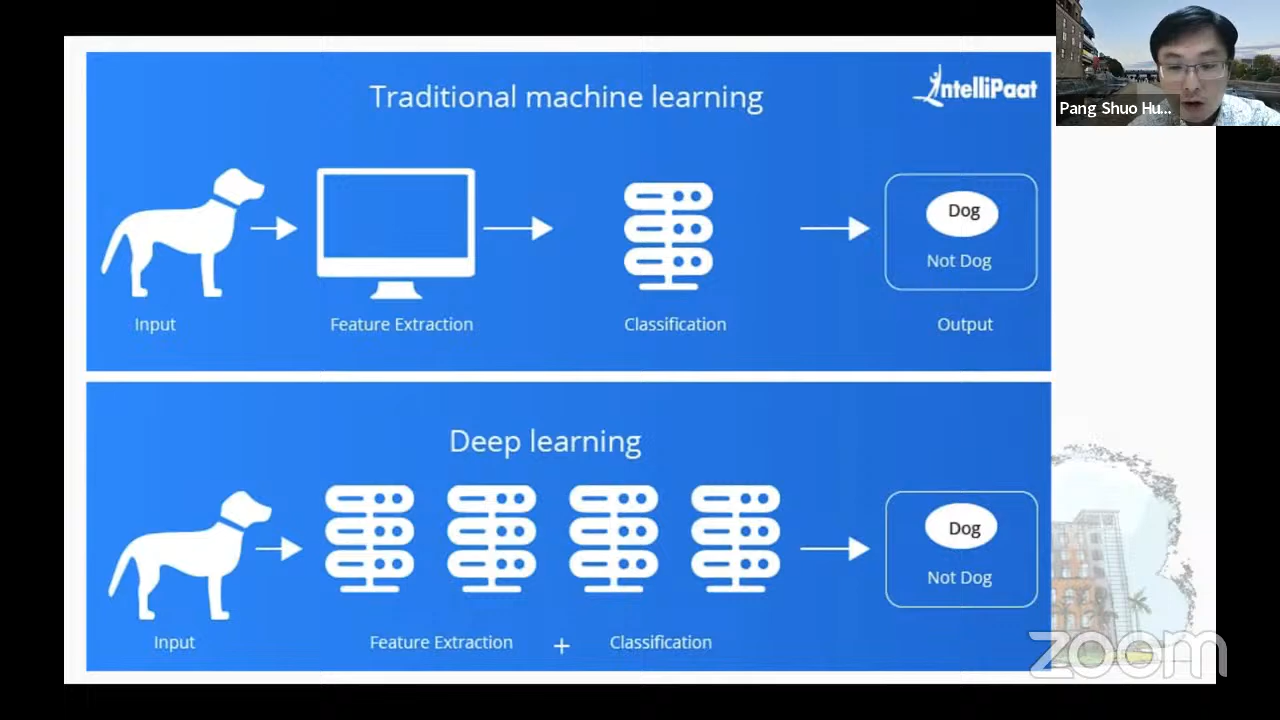 Traditional machine learning
IntelliPaat
Pang Shuo Hu...
Dog
Not Dog
Input
Feature Extraction
Classification
Output
Deep learning
Dog
Not Dog
Input
Feature Extraction + Classification
zoom